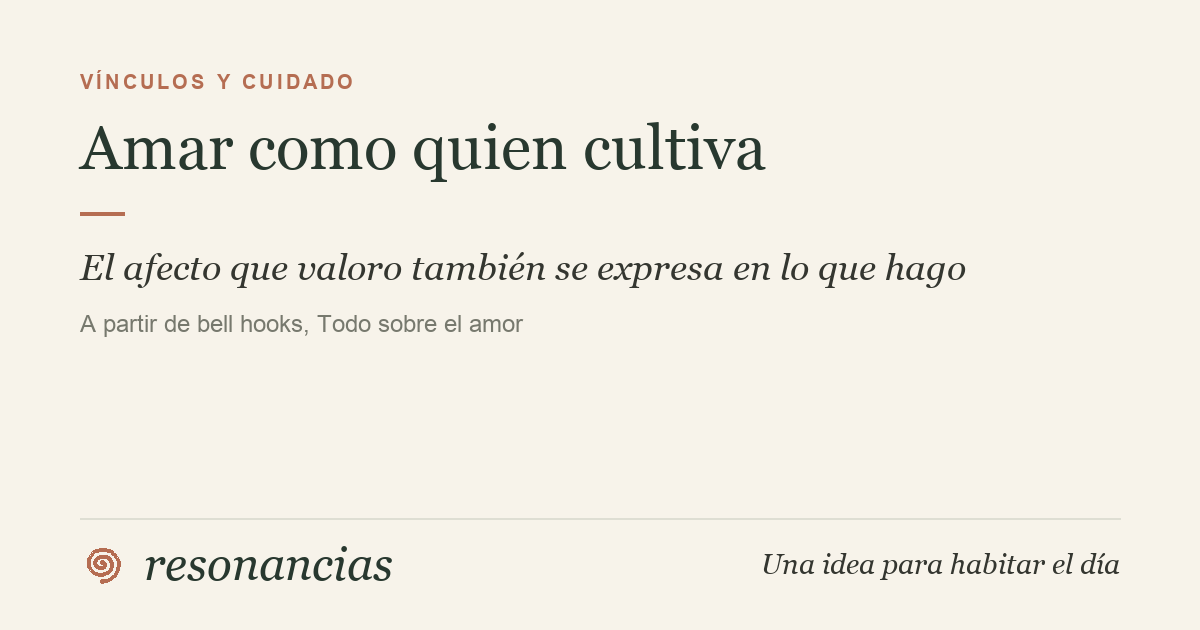 VÍNCULOS Y CUIDADO
Amar como quien cultiva
El afecto que valoro también se expresa en lo que hago
A partir de bell hooks, Todo sobre el amor
resonancias
Una idea para habitar el día